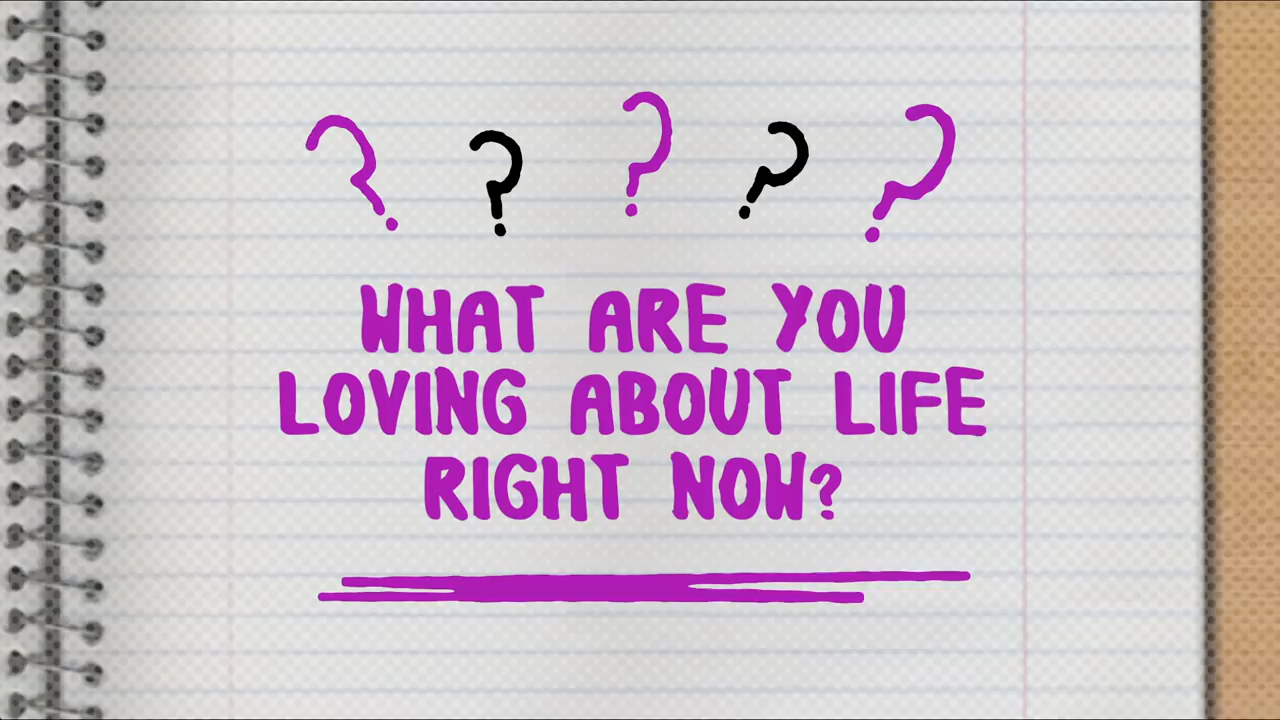 ? ? ? ? ?
WHAT ARE YOU
LOVING ABOUT LIFE
RIGHT NOW?